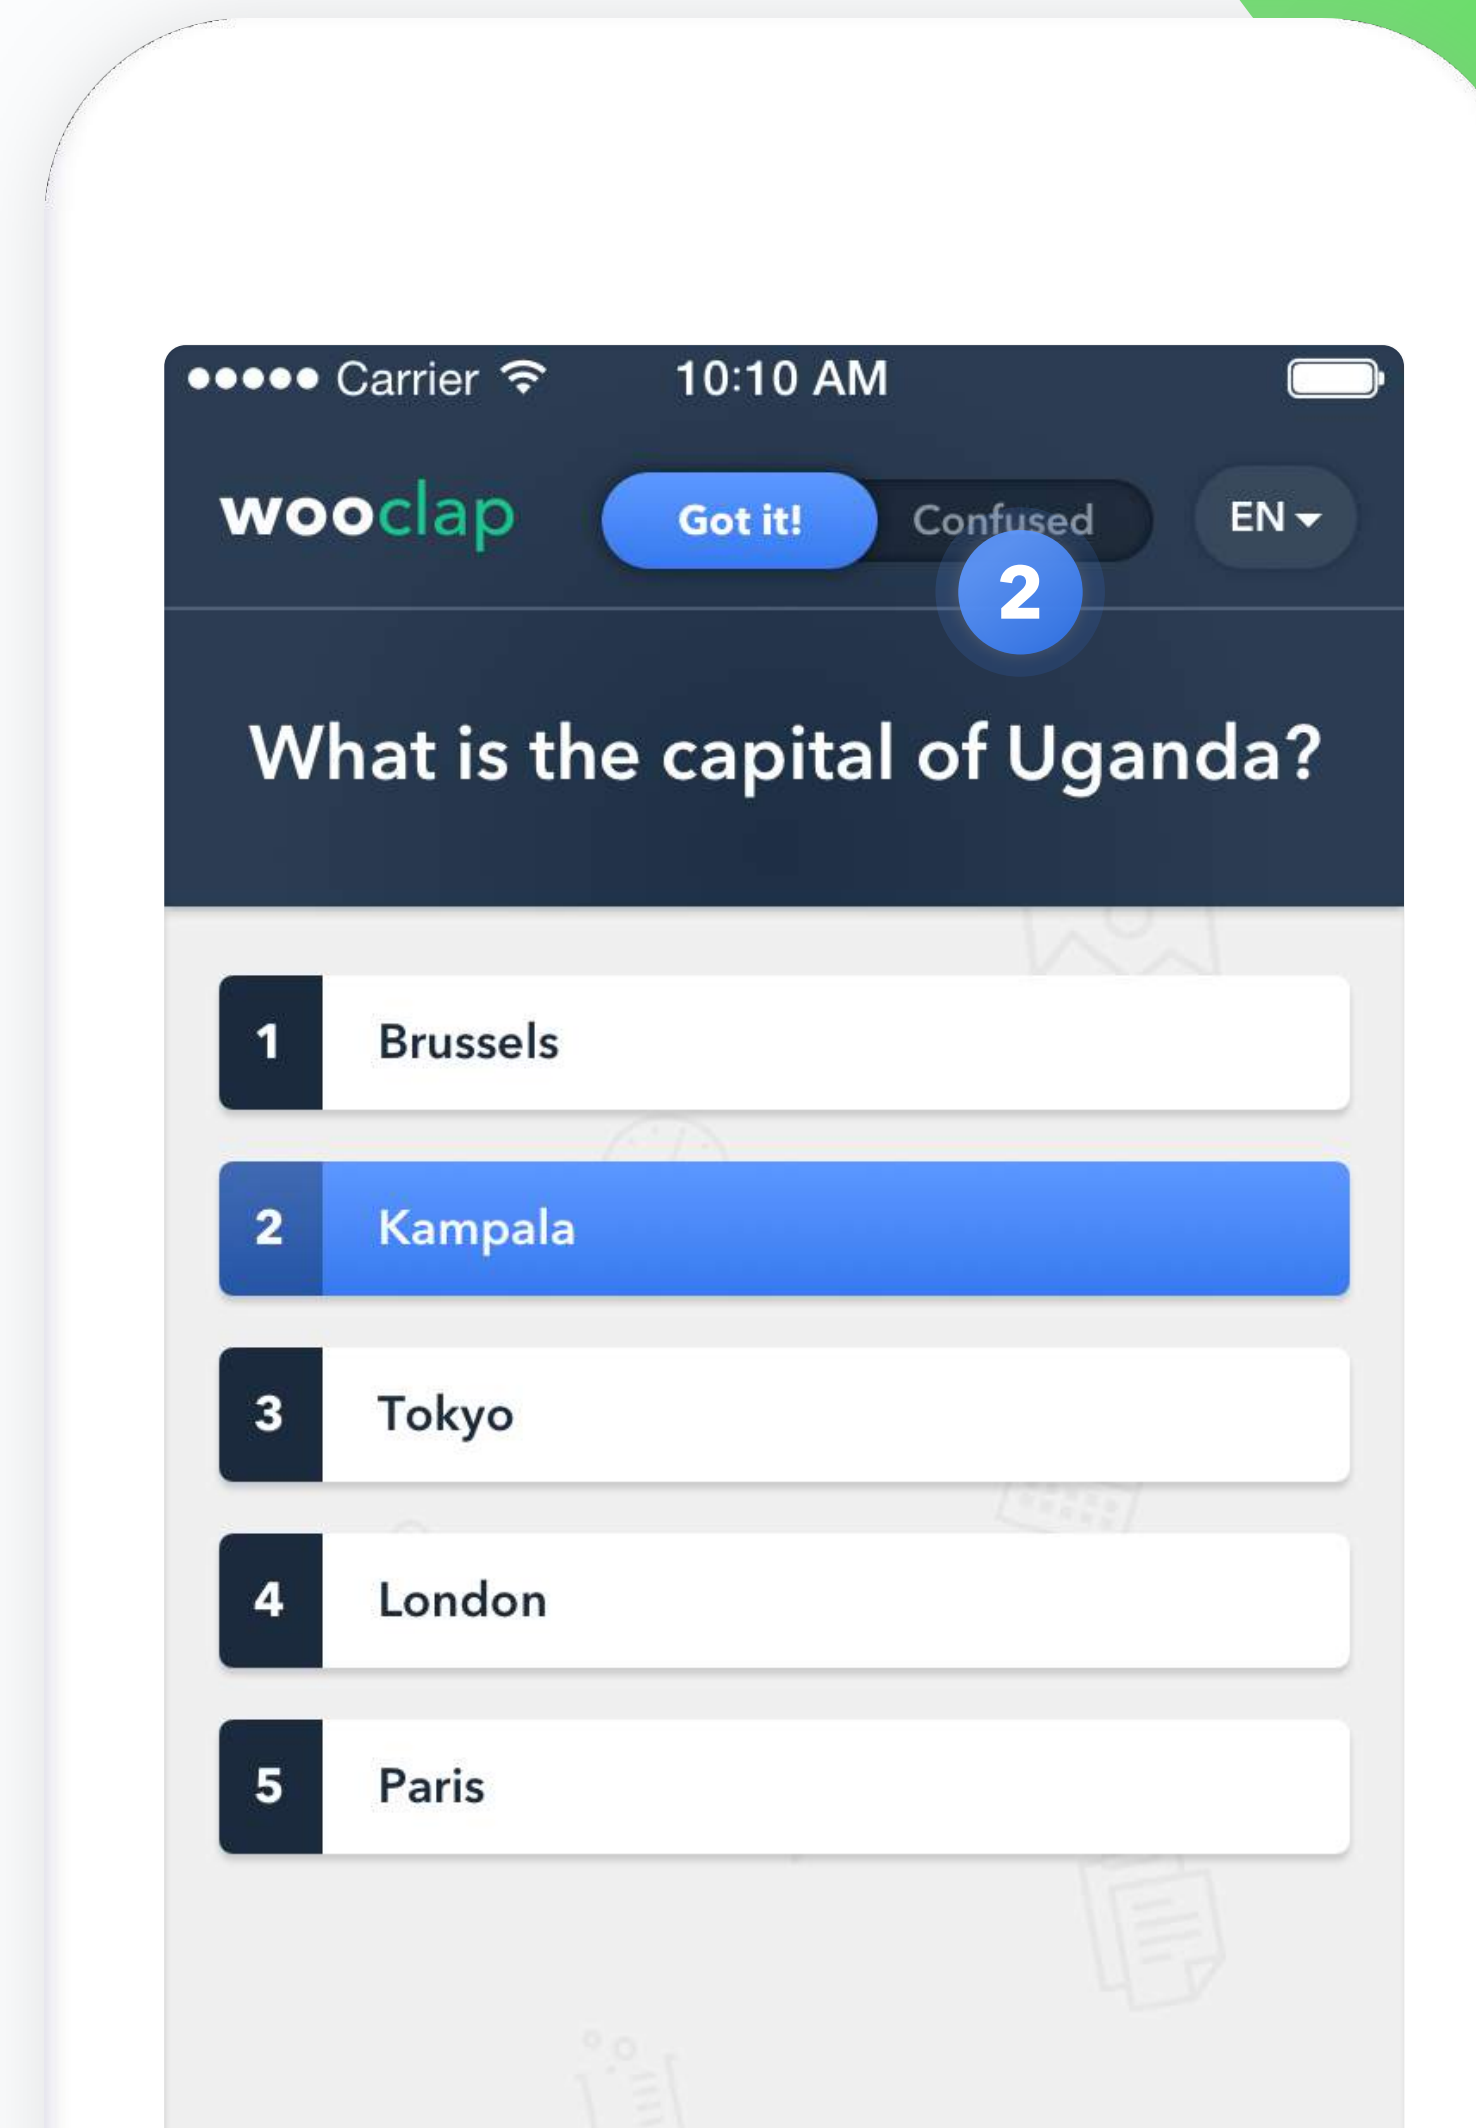 Carrier 10:10 AM
wooclap Got it! Confused EN
2
What is the capital of Uganda?
1 Brussels
2 Kampala
3 Tokyo
4 London
5 Paris